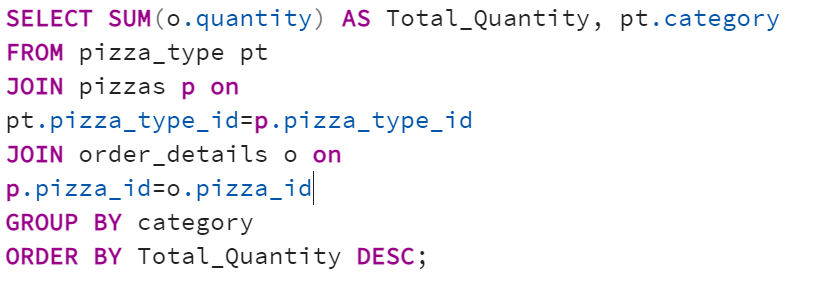 SELECT SUM(o.quantity) AS Total_Quantity, pt.category
FROM pizza_type pt
JOIN pizzas p on
pt.pizza_type_id=p.pizza_type_id
JOIN order_details o on
p.pizza_id=o.pizza_id
GROUP BY category
ORDER BY Total_Quantity DESC;